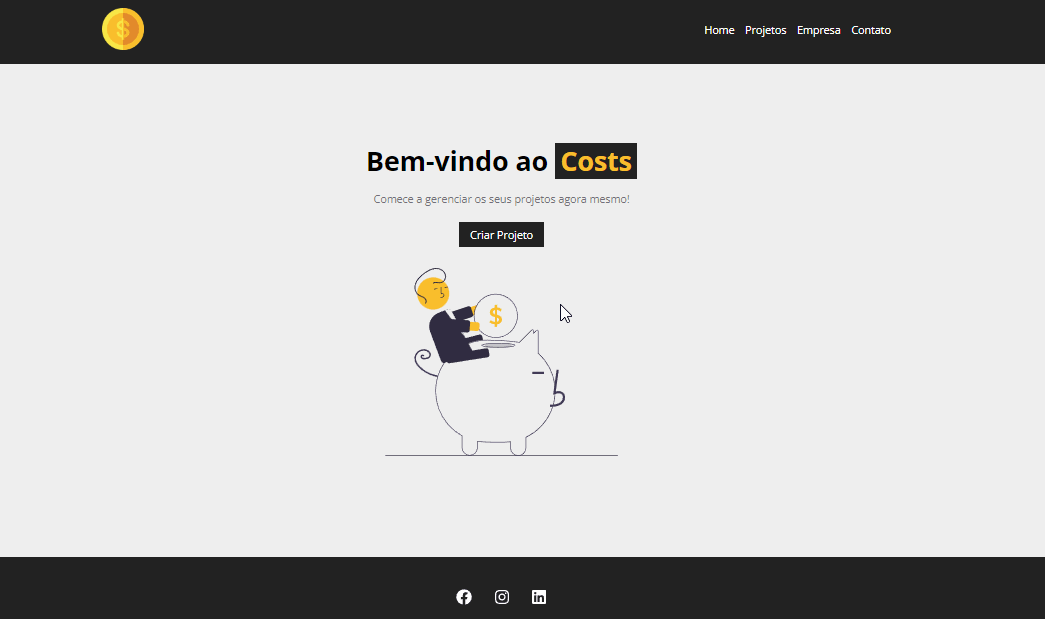 $
Home Projetos Empresa Contato
Bem-vindo ao Costs
Comece a gerenciar os seus projetos agora mesmo!
Criar Projeto
$